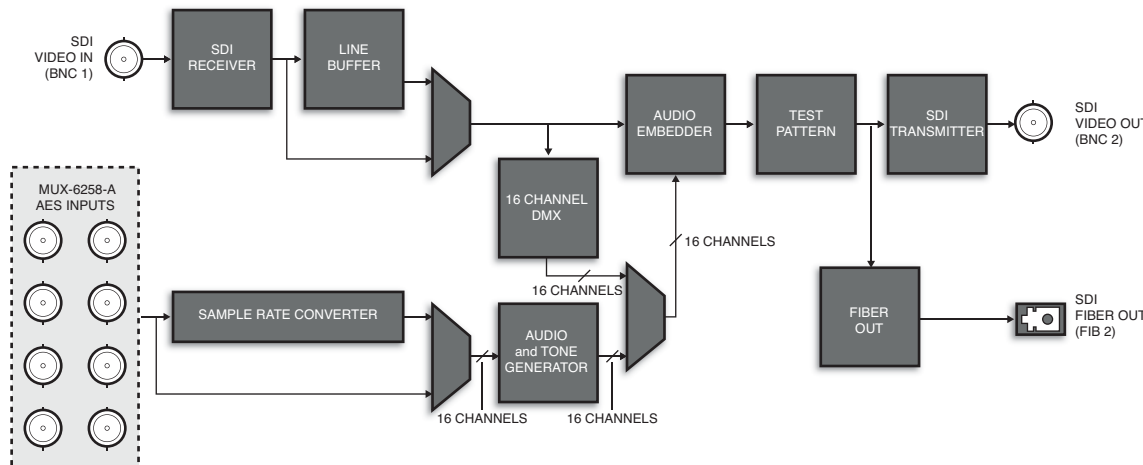 SDI
VIDEO IN
(BNC 1)
SDI
RECEIVER
LINE
BUFFER
AUDIO
EMBEDDER
TEST
PATTERN
SDI
TRANSMITTER
SDI
VIDEO OUT
(BNC 2)
MUX-6258-A
AES INPUTS
16 CHANNEL
DMX
16 CHANNELS
16 CHANNELS
SAMPLE RATE CONVERTER
AUDIO
and TONE
GENERATOR
FIBER
OUT
SDI
FIBER OUT
(FIB 2)
16 CHANNELS
16 CHANNELS